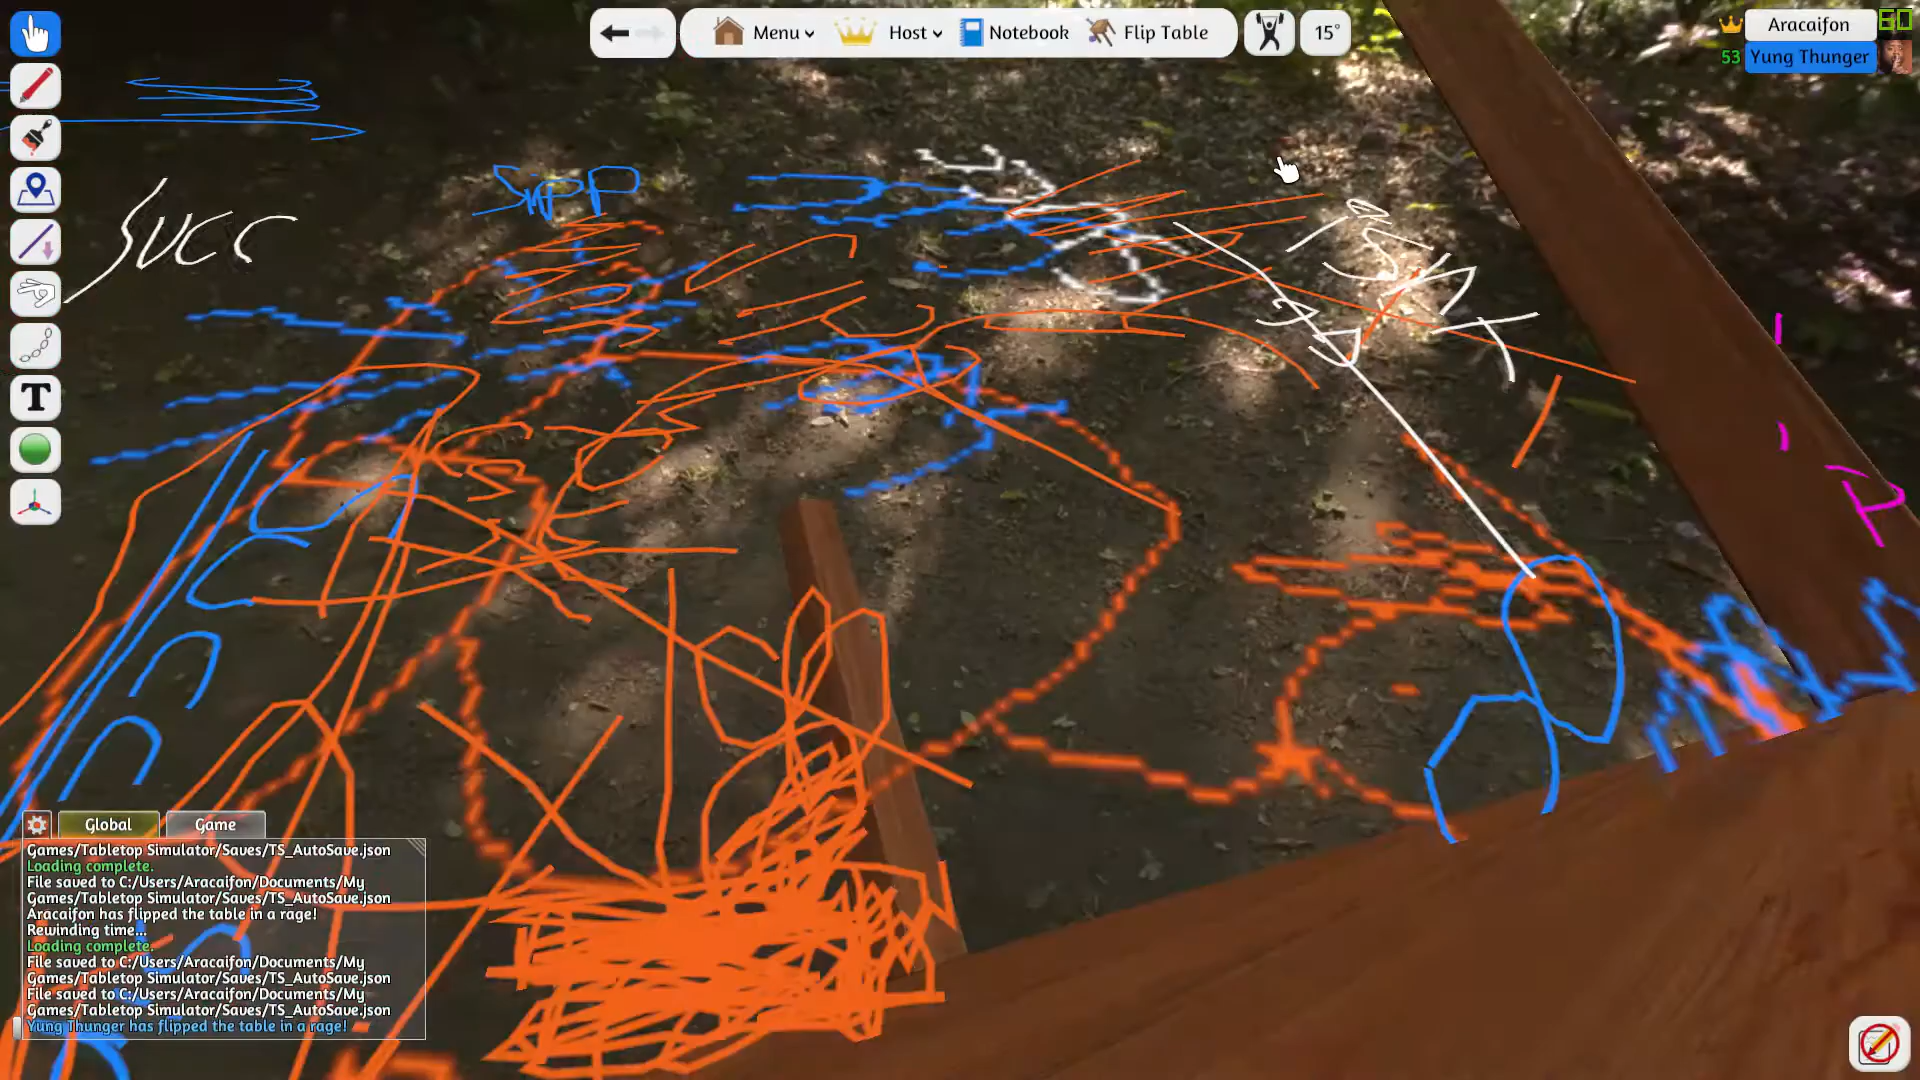 Menu Host Notebook Flip Table 15°
60
Aracaifon
53 Yung Thunger
succ
T
Global Game
Games/Tabletop Simulator/Saves/TS_AutoSave.json
Loading complete.
File saved to C:/Users/Aracaifon/Documents/My
Games/Tabletop Simulator/Saves/TS_AutoSave.json
Aracaifon has flipped the table in a rage!
Rewinding time...
Loading complete.
File saved to C:/Users/Aracaifon/Documents/My
Games/Tabletop Simulator/Saves/TS_AutoSave.json
File saved to C:/Users/Aracaifon/Documents/My
Games/Tabletop Simulator/Saves/TS_AutoSave.json
Yung Thunger has flipped the table in a rage!